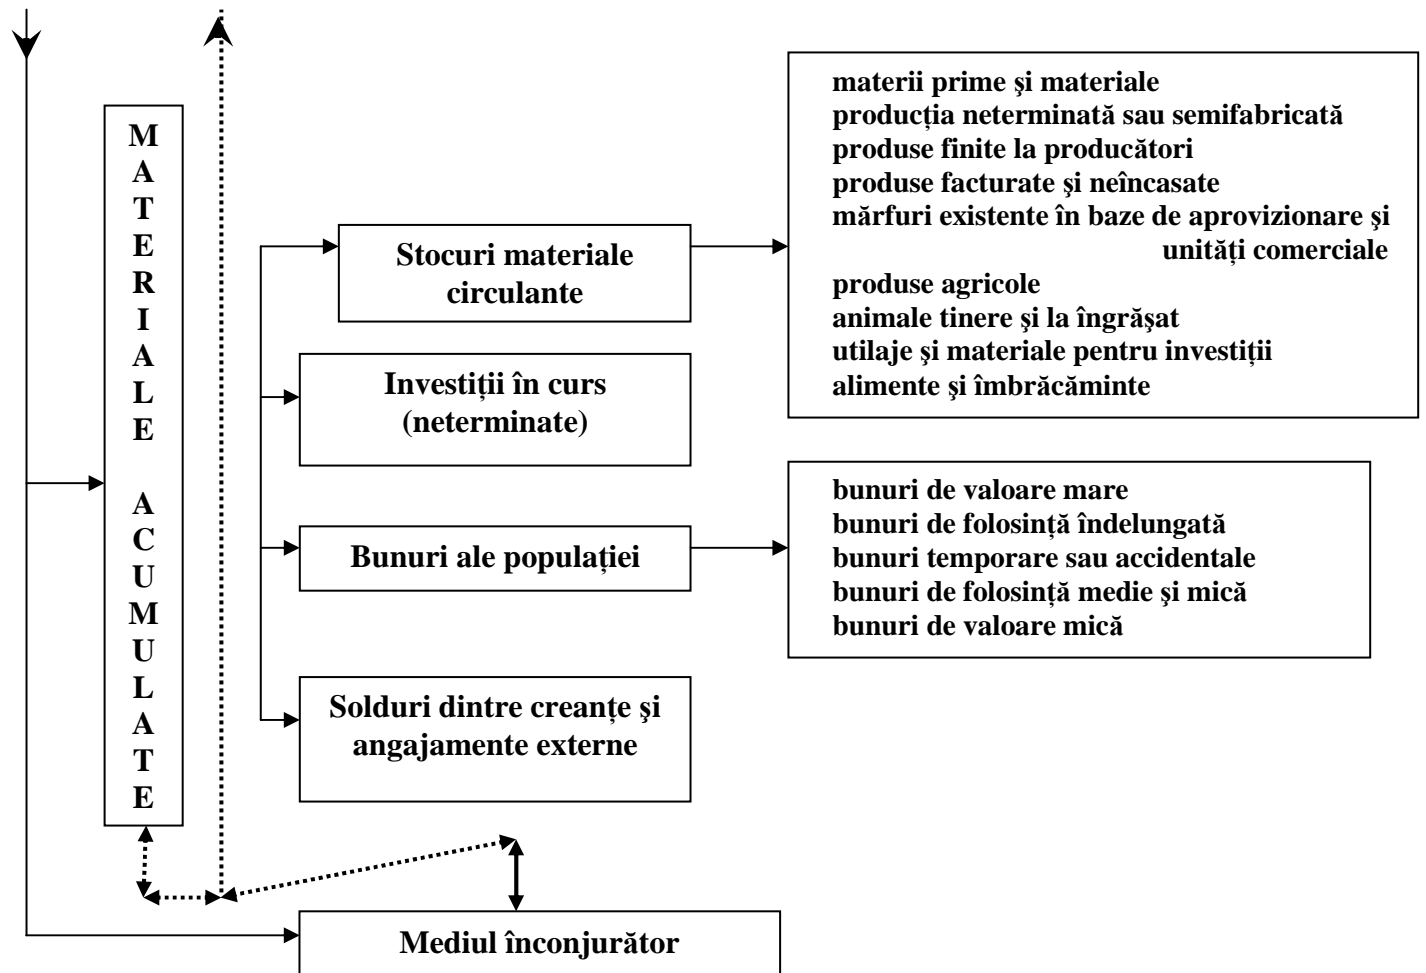 MATERIALE ACUMULATE
Stocuri materiale
circulante
materii prime şi materiale
producția neterminată sau semifabricată
produse finite la producători
produse facturate şi neîncasate
mărfuri existente în baze de aprovizionare şi
unități comerciale
produse agricole
animale tinere şi la îngrăşat
utilaje şi materiale pentru investiții
alimente şi îmbrăcăminte
Investiții în curs
(neterminate)
Bunuri ale populației
bunuri de valoare mare
bunuri de folosință îndelungată
bunuri temporare sau accidentale
bunuri de folosință medie şi mică
bunuri de valoare mică
Solduri dintre creanțe şi
angajamente externe
Mediul înconjurător